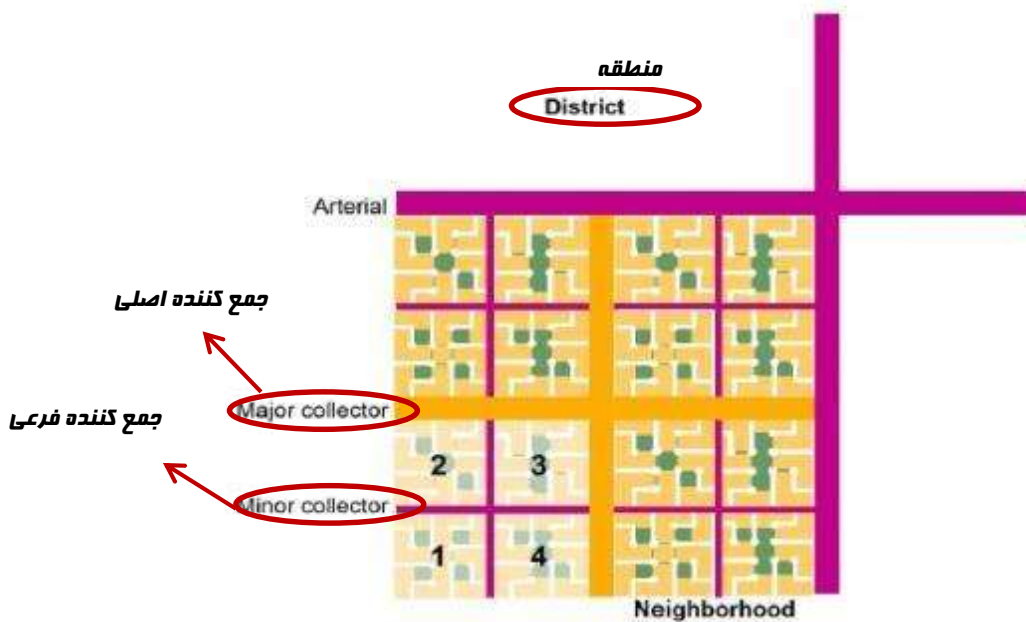 منطقه
District
Arterial
جمع کننده اصلی
Major collector
جمع کننده فرعی
2
3
Minor collector
1
4
Neighborhood